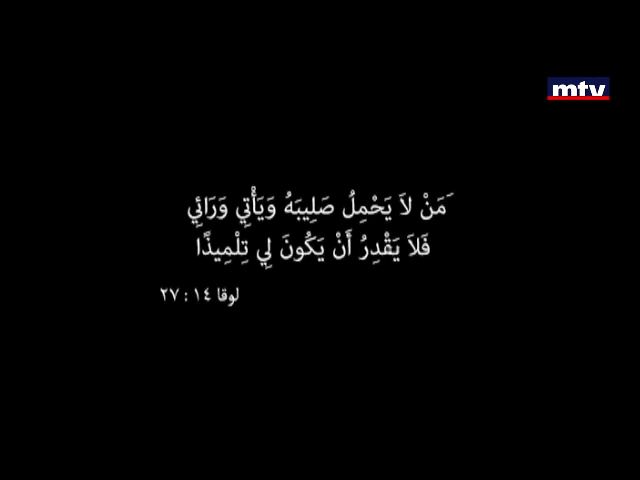 mtv
َمَنْ لاَ يَحْمِلُ صَلِيبَهُ وَيَأْتِي وَرَائِي
فَلاَ يَقْدِرُ أَنْ يَكُونَ لِي تِلْمِيذًا
لوقا ١٤ : ٢٧